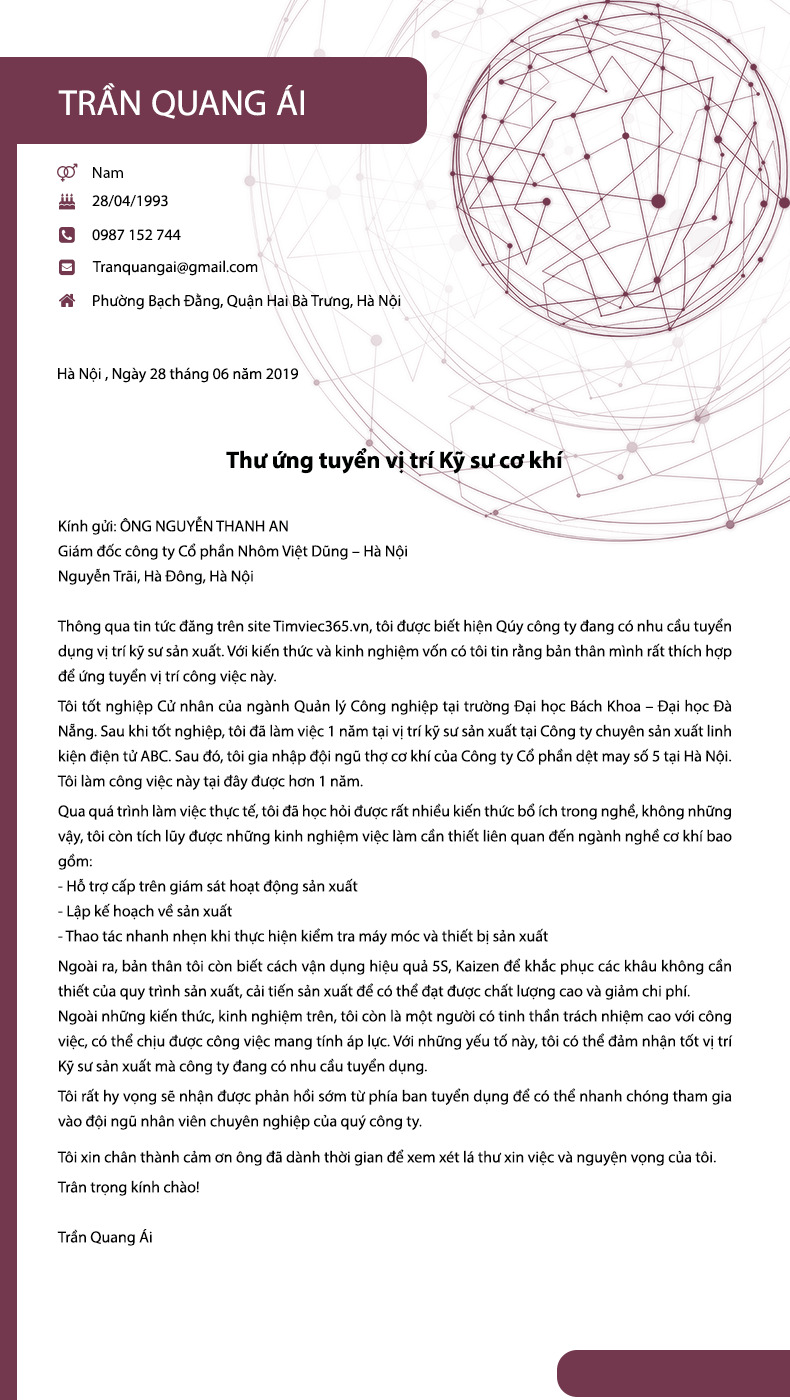 TRẦN QUANG ÁI
Nam
28/04/1993
0987 152 744
Tranquangai@gmail.com
Phường Bạch Đằng, Quận Hai Bà Trưng, Hà Nội
Hà Nội , Ngày 28 tháng 06 năm 2019
Thư ứng tuyển vị trí Kỹ sư cơ khí
Kính gửi: ÔNG NGUYỄN THANH AN
Giám đốc công ty Cổ phần Nhôm Việt Dũng – Hà Nội
Nguyễn Trãi, Hà Đông, Hà Nội
Thông qua tin tức đăng trên site Timviec365.vn, tôi được biết hiện Qúy công ty đang có nhu cầu tuyển
dụng vị trí kỹ sư sản xuất. Với kiến thức và kinh nghiệm vốn có tôi tin rằng bản thân mình rất thích hợp
để ứng tuyển vị trí công việc này.
Tôi tốt nghiệp Cử nhân của ngành Quản lý Công nghiệp tại trường Đại học Bách Khoa – Đại học Đà
Nẵng. Sau khi tốt nghiệp, tôi đã làm việc 1 năm tại vị trí kỹ sư sản xuất tại Công ty chuyên sản xuất linh
kiện điện tử ABC. Sau đó, tôi gia nhập đội ngũ thợ cơ khí của Công ty Cổ phần dệt may số 5 tại Hà Nội.
Tôi làm công việc này tại đây được hơn 1 năm.
Qua quá trình làm việc thực tế, tôi đã học hỏi được rất nhiều kiến thức bổ ích trong nghề, không những
vậy, tôi còn tích lũy được những kinh nghiệm việc làm cần thiết liên quan đến ngành nghề cơ khí bao
gồm:
- Hỗ trợ cấp trên giám sát hoạt động sản xuất
- Lập kế hoạch về sản xuất
- Thao tác nhanh nhẹn khi thực hiện kiểm tra máy móc và thiết bị sản xuất
Ngoài ra, bản thân tôi còn biết cách vận dụng hiệu quả 5S, Kaizen để khắc phục các khâu không cần
thiết của quy trình sản xuất, cải tiến sản xuất để có thể đạt được chất lượng cao và giảm chi phí.
Ngoài những kiến thức, kinh nghiệm trên, tôi còn là một người có tinh thần trách nhiệm cao với công
việc, có thể chịu được công việc mang tính áp lực. Với những yếu tố này, tôi có thể đảm nhận tốt vị trí
Kỹ sư sản xuất mà công ty đang có nhu cầu tuyển dụng.
Tôi rất hy vọng sẽ nhận được phản hồi sớm từ phía ban tuyển dụng để có thể nhanh chóng tham gia
vào đội ngũ nhân viên chuyên nghiệp của quý công ty.
Tôi xin chân thành cảm ơn ông đã dành thời gian để xem xét lá thư xin việc và nguyện vọng của tôi.
Trân trọng kính chào!
Trần Quang Ái